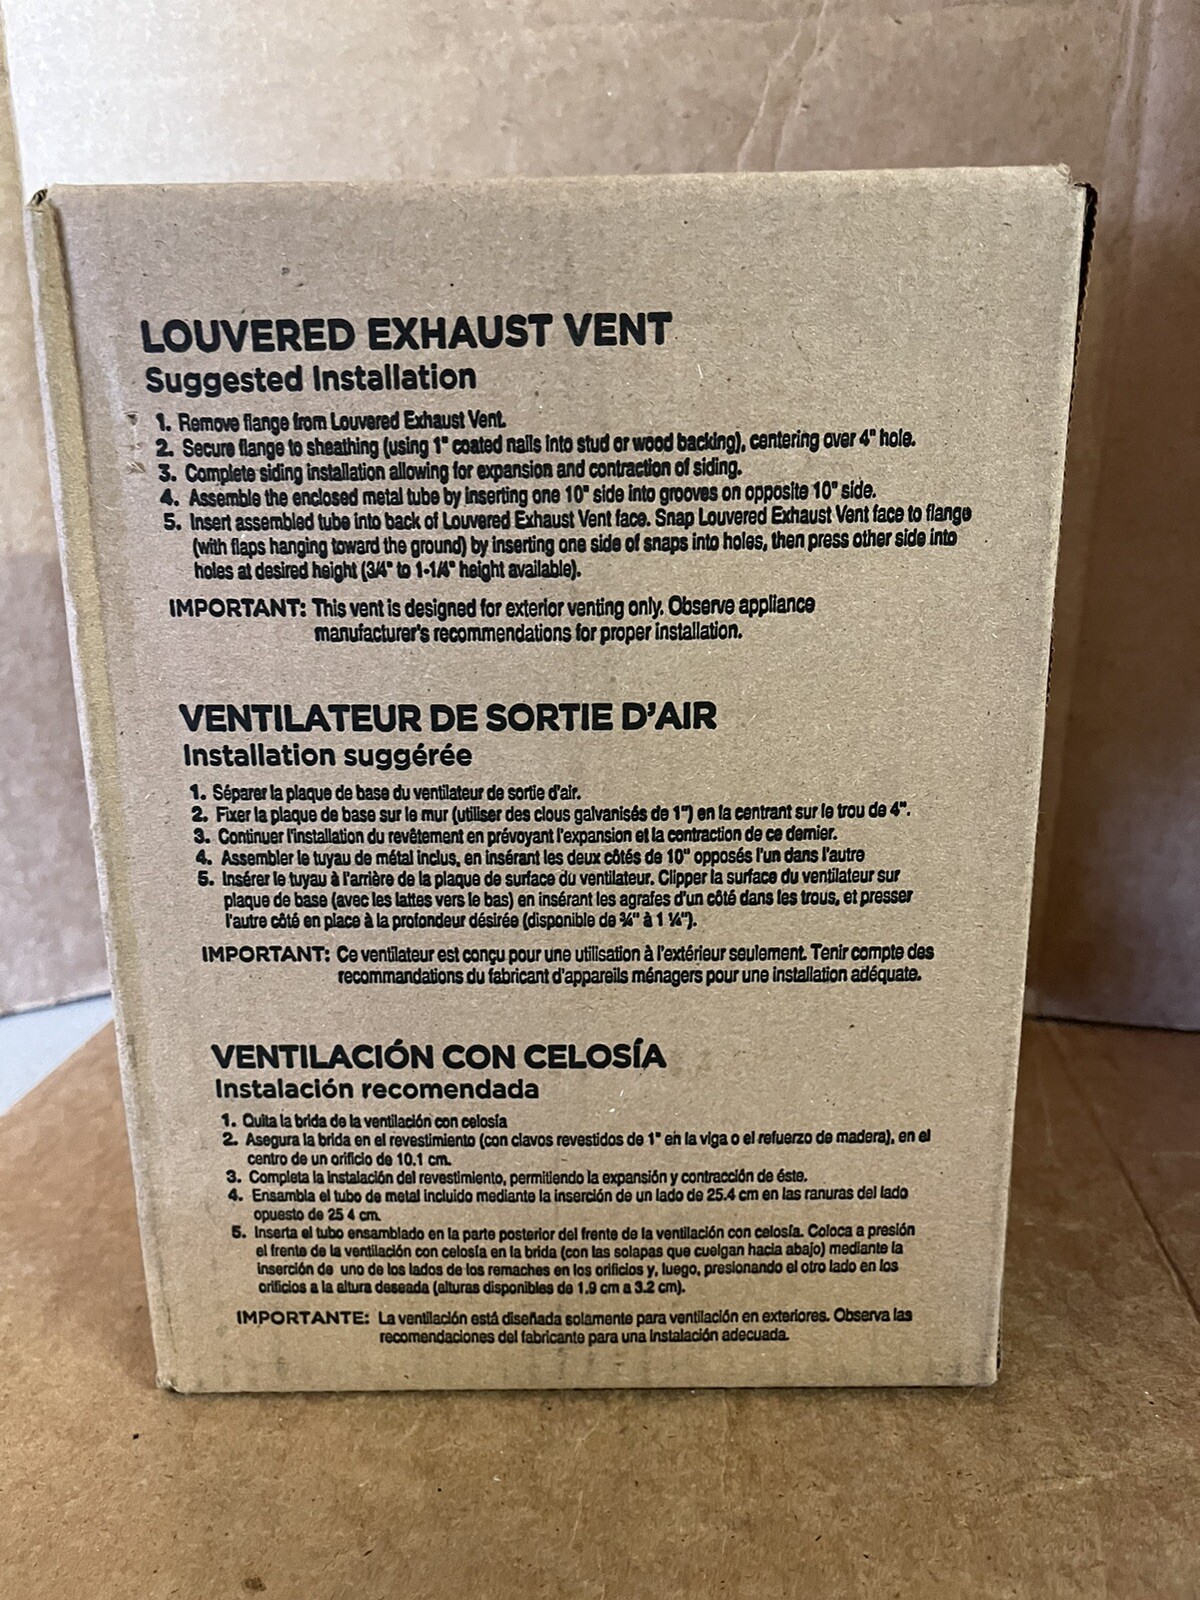 LOUVERED EXHAUST VENT
Suggested Installation
1. Remove flange from Louvered Exhaust Vent.
2. Secure flange to sheathing (using 1" coated nails into stud or wood backing), centering over 4" hole.
3. Complete siding installation allowing for expansion and contraction of siding.
4. Assemble the enclosed metal tube by inserting one 10" side into grooves on opposite 10" side.
5. Insert assembled tube into back of Louvered Exhaust Vent face. Snap Louvered Exhaust Vent face to flange
(with flaps hanging toward the ground) by inserting one side of snaps into holes, then press other side into
holes at desired height (3/4" to 1-1/4" height available).
IMPORTANT: This vent is designed for exterior venting only. Observe appliance
manufacturer's recommendations for proper installation.
VENTILATEUR DE SORTIE D'AIR
Installation suggérée
1. Séparer la plaque de base du ventilateur de sortie d'air.
2. Fixer la plaque de base sur le mur (utiliser des clous galvanisés de 1") en la centrant sur le trou de 4".
3. Continuer l'installation du revêtement en prévoyant l'expansion et la contraction de ce dernier.
4. Assembler le tuyau de métal inclus, en insérant les deux côtés de 10" opposés l'un dans l'autre
5. Insérer le tuyau à l'arrière de la plaque de surface du ventilateur. Clipper la surface du ventilateur sur
plaque de base (avec les lattes vers le bas) en insérant les agrafes d'un côté dans les trous, et presser
l'autre côté en place à la profondeur désirée (disponible de ¾" à 1 ¼").
IMPORTANT: Ce ventilateur est conçu pour une utilisation à l'extérieur seulement. Tenir compte des
recommandations du fabricant d'appareils ménagers pour une installation adéquate.
VENTILACIÓN CON CELOSÍA
Instalación recomendada
1. Quita la brida de la ventilación con celosía
2. Asegura la brida en el revestimiento (con clavos revestidos de 1" en la viga o el refuerzo de madera), en el
centro de un orificio de 10.1 cm.
3. Completa la instalación del revestimiento, permitiendo la expansión y contracción de éste.
4. Ensambla el tubo de metal incluido mediante la inserción de un lado de 25.4 cm en las ranuras del lado
opuesto de 25 4 cm.
5. Inserta el tubo ensamblado en la parte posterior del frente de la ventilación con celosía. Coloca a presión
el frente de la ventilación con celosía en la brida (con las solapas que cuelgan hacia abajo) mediante la
inserción de uno de los lados de los remaches en los orificios y, luego, presionando el otro lado en los
orificios a la altura deseada (alturas disponibles de 1.9 cm a 3.2 cm).
IMPORTANTE: La ventilación está diseñada solamente para ventilación en exteriores. Observa las
recomendaciones del fabricante para una instalación adecuada.